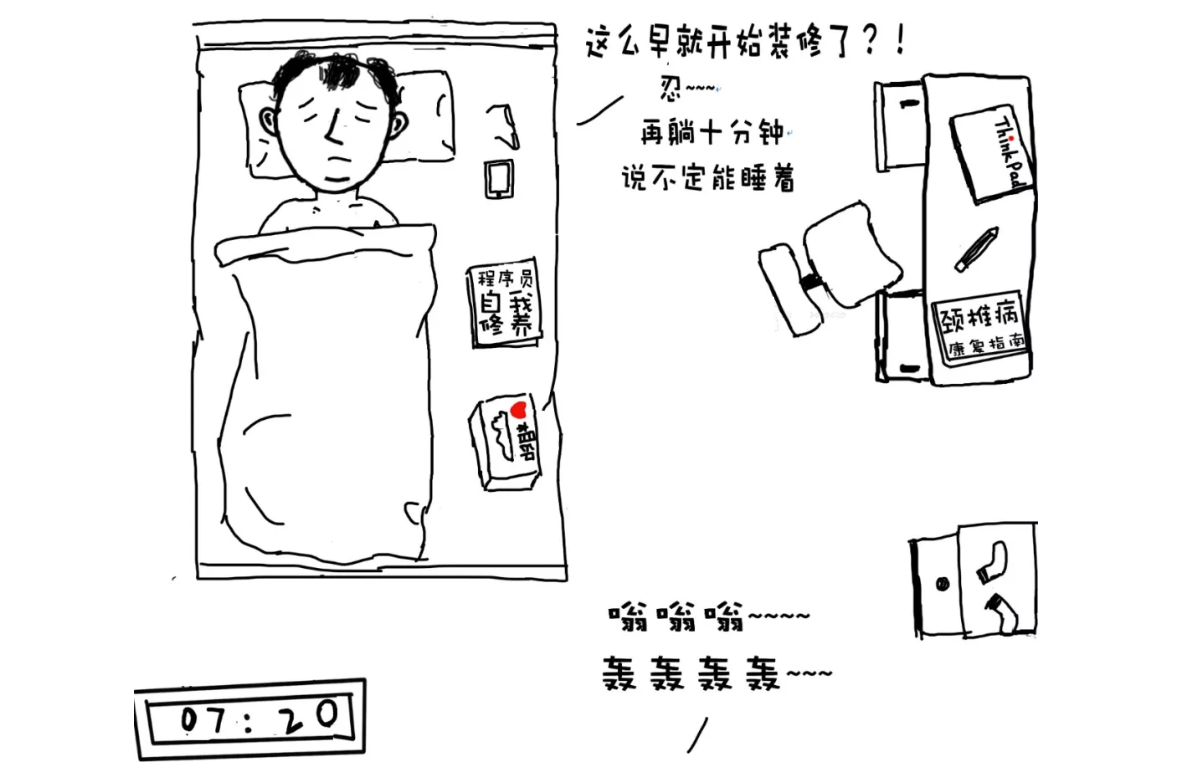 这么早就开始装修了?!
忍~~~
再躺十分钟
说不定能睡着
ThinkPad
程序员
自我
修养
颈椎病
康复指南
嗡嗡嗡~~~~
轰轰轰轰~~~
07:20